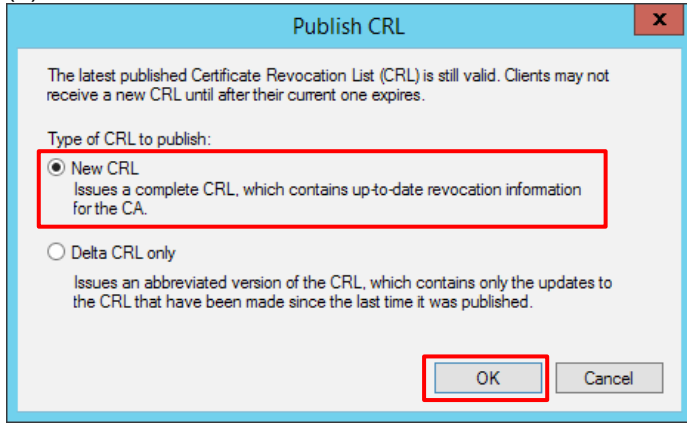 Publish CRL
x
The latest published Certificate Revocation List (CRL) is still valid. Clients may not
receive a new CRL until after their current one expires.
Type of CRL to publish:
New CRL
Issues a complete CRL, which contains up-to-date revocation information
for the CA.
Delta CRL only
Issues an abbreviated version of the CRL, which contains only the updates to
the CRL that have been made since the last time it was published.
OK Cancel